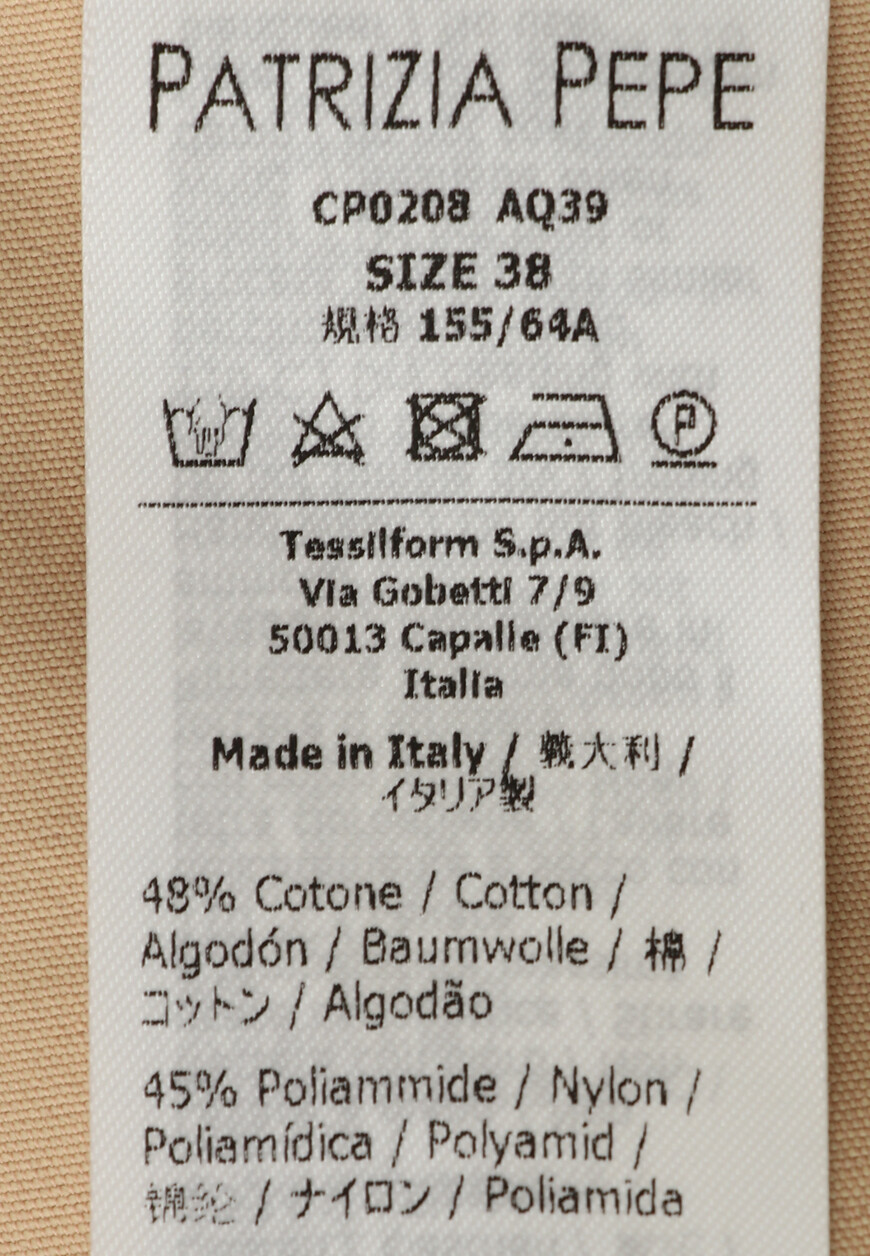 PATRIZIA PEPE
CP0208 AQ39
SIZE 38
規格 155/64A
P
Tessilform S.p.A.
Via Gobetti 7/9
50013 Capalle (FI)
Italia
Made in Italy / 義大利 /
イタリア製
48% Cotone / Cotton /
Algodón / Baumwolle / 棉 /
コットン / Algodão
45% Poliammide / Nylon /
Poliamídica / Polyamid /
锦纶 / ナイロン / Poliamida